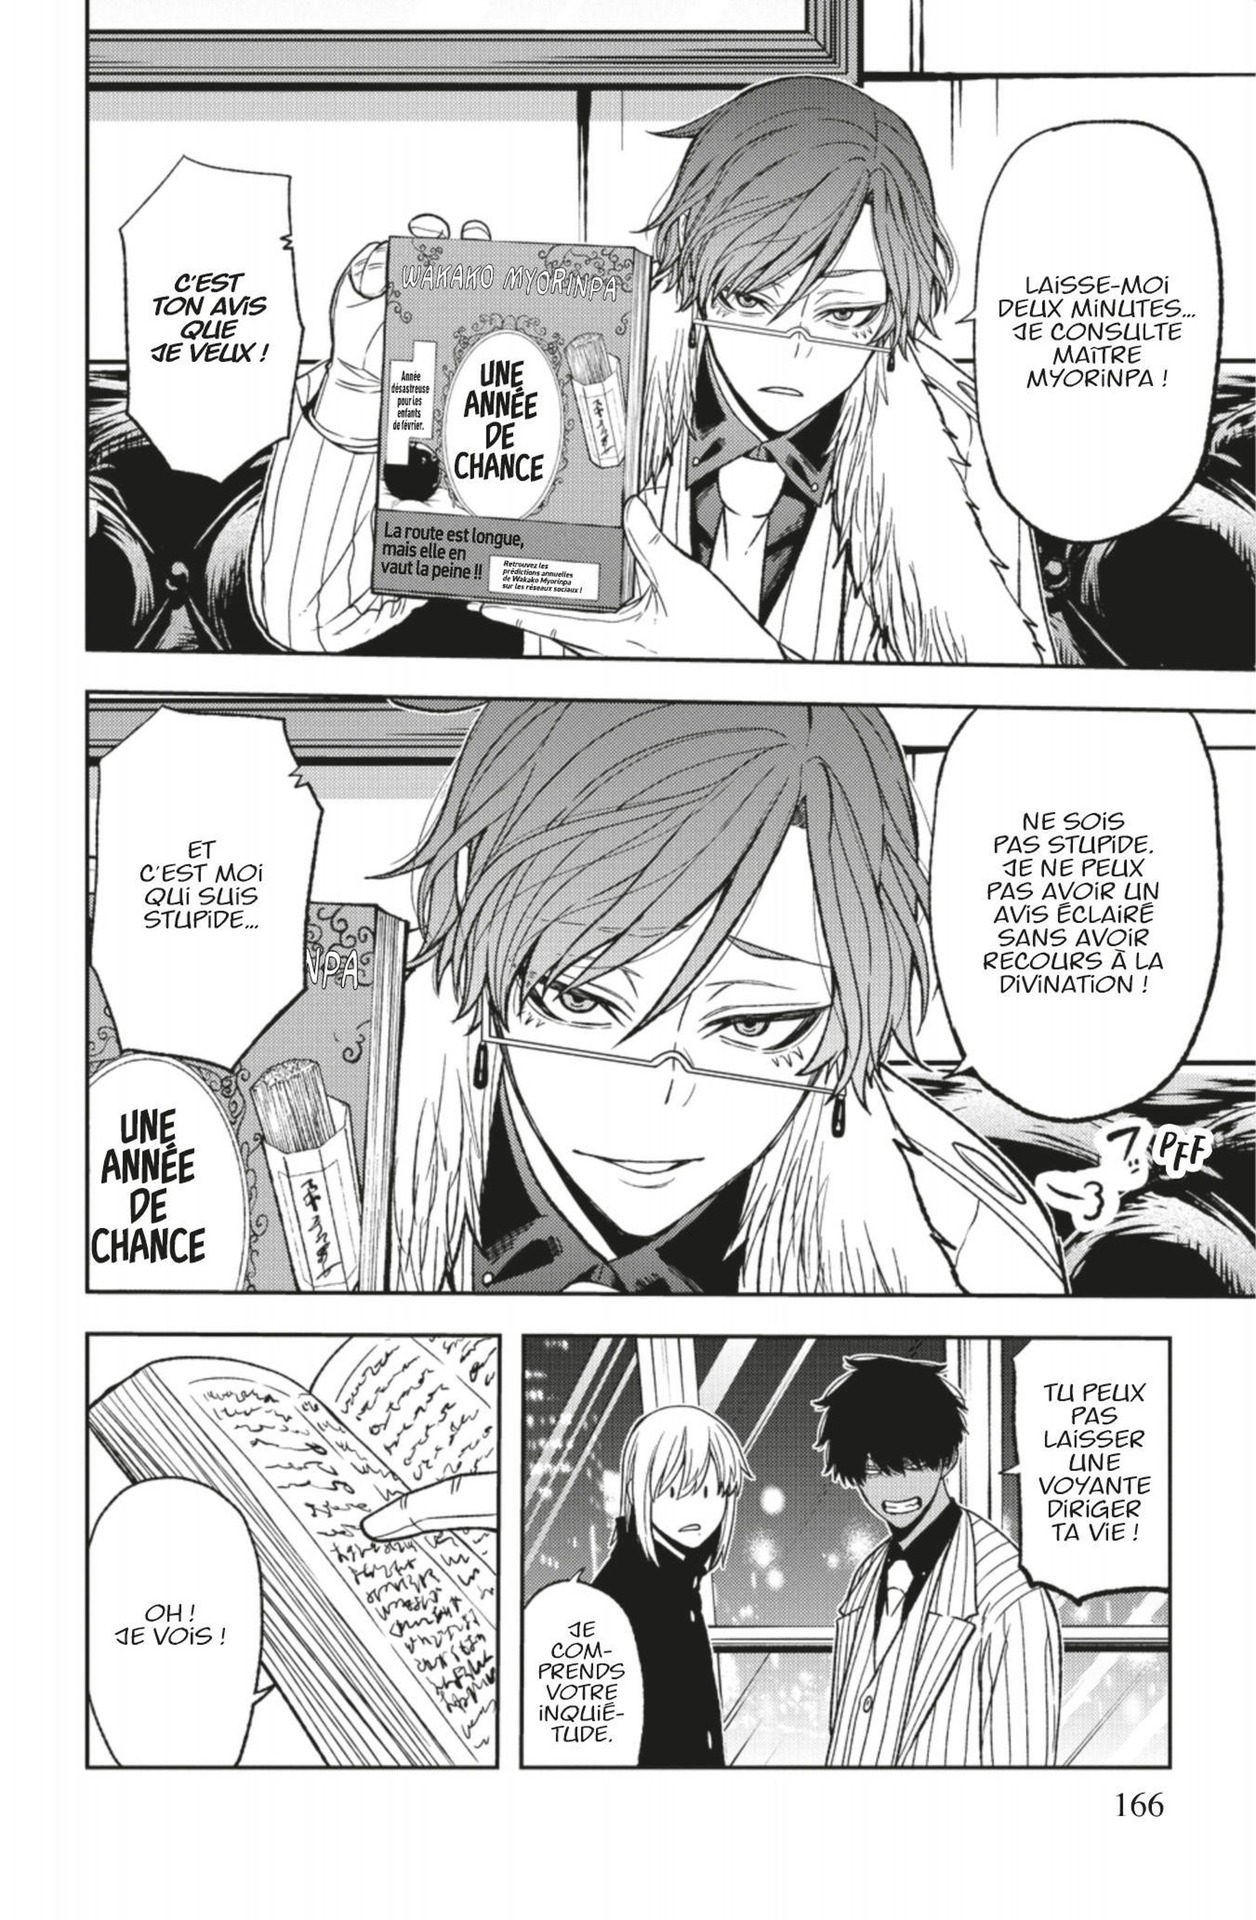 LAISSE-MOI
DEUX MINUTES...
JE CONSULTE
MAÎTRE
MYORINPA !
C'EST
TON AVIS
QUE
JE VEUX !
WAKAKO MYORINPA
UNE
ANNÉE
DE
CHANCE
Année
désastreuse
pour les
enfants
de février.
La route est longue,
mais elle en
vaut la peine !!
Retrouvez les
prédictions annuelles
de Wakako Myorinpa
sur les réseaux sociaux !
NE SOIS
PAS STUPIDE.
JE NE PEUX
PAS AVOIR UN
AVIS ÉCLAIRÉ
SANS AVOIR
RECOURS À LA
DIVINATION !
フッ PFF
ET
C'EST MOI
QUI SUIS
STUPIDE...
NPA
UNE
ANNÉE
DE
CHANCE
TU PEUX
PAS
LAISSER
UNE
VOYANTE
DIRIGER
TA VIE !
JE
COM-
PRENDS
VOTRE
INQUIÉ-
TUDE.
OH !
JE VOIS !
166